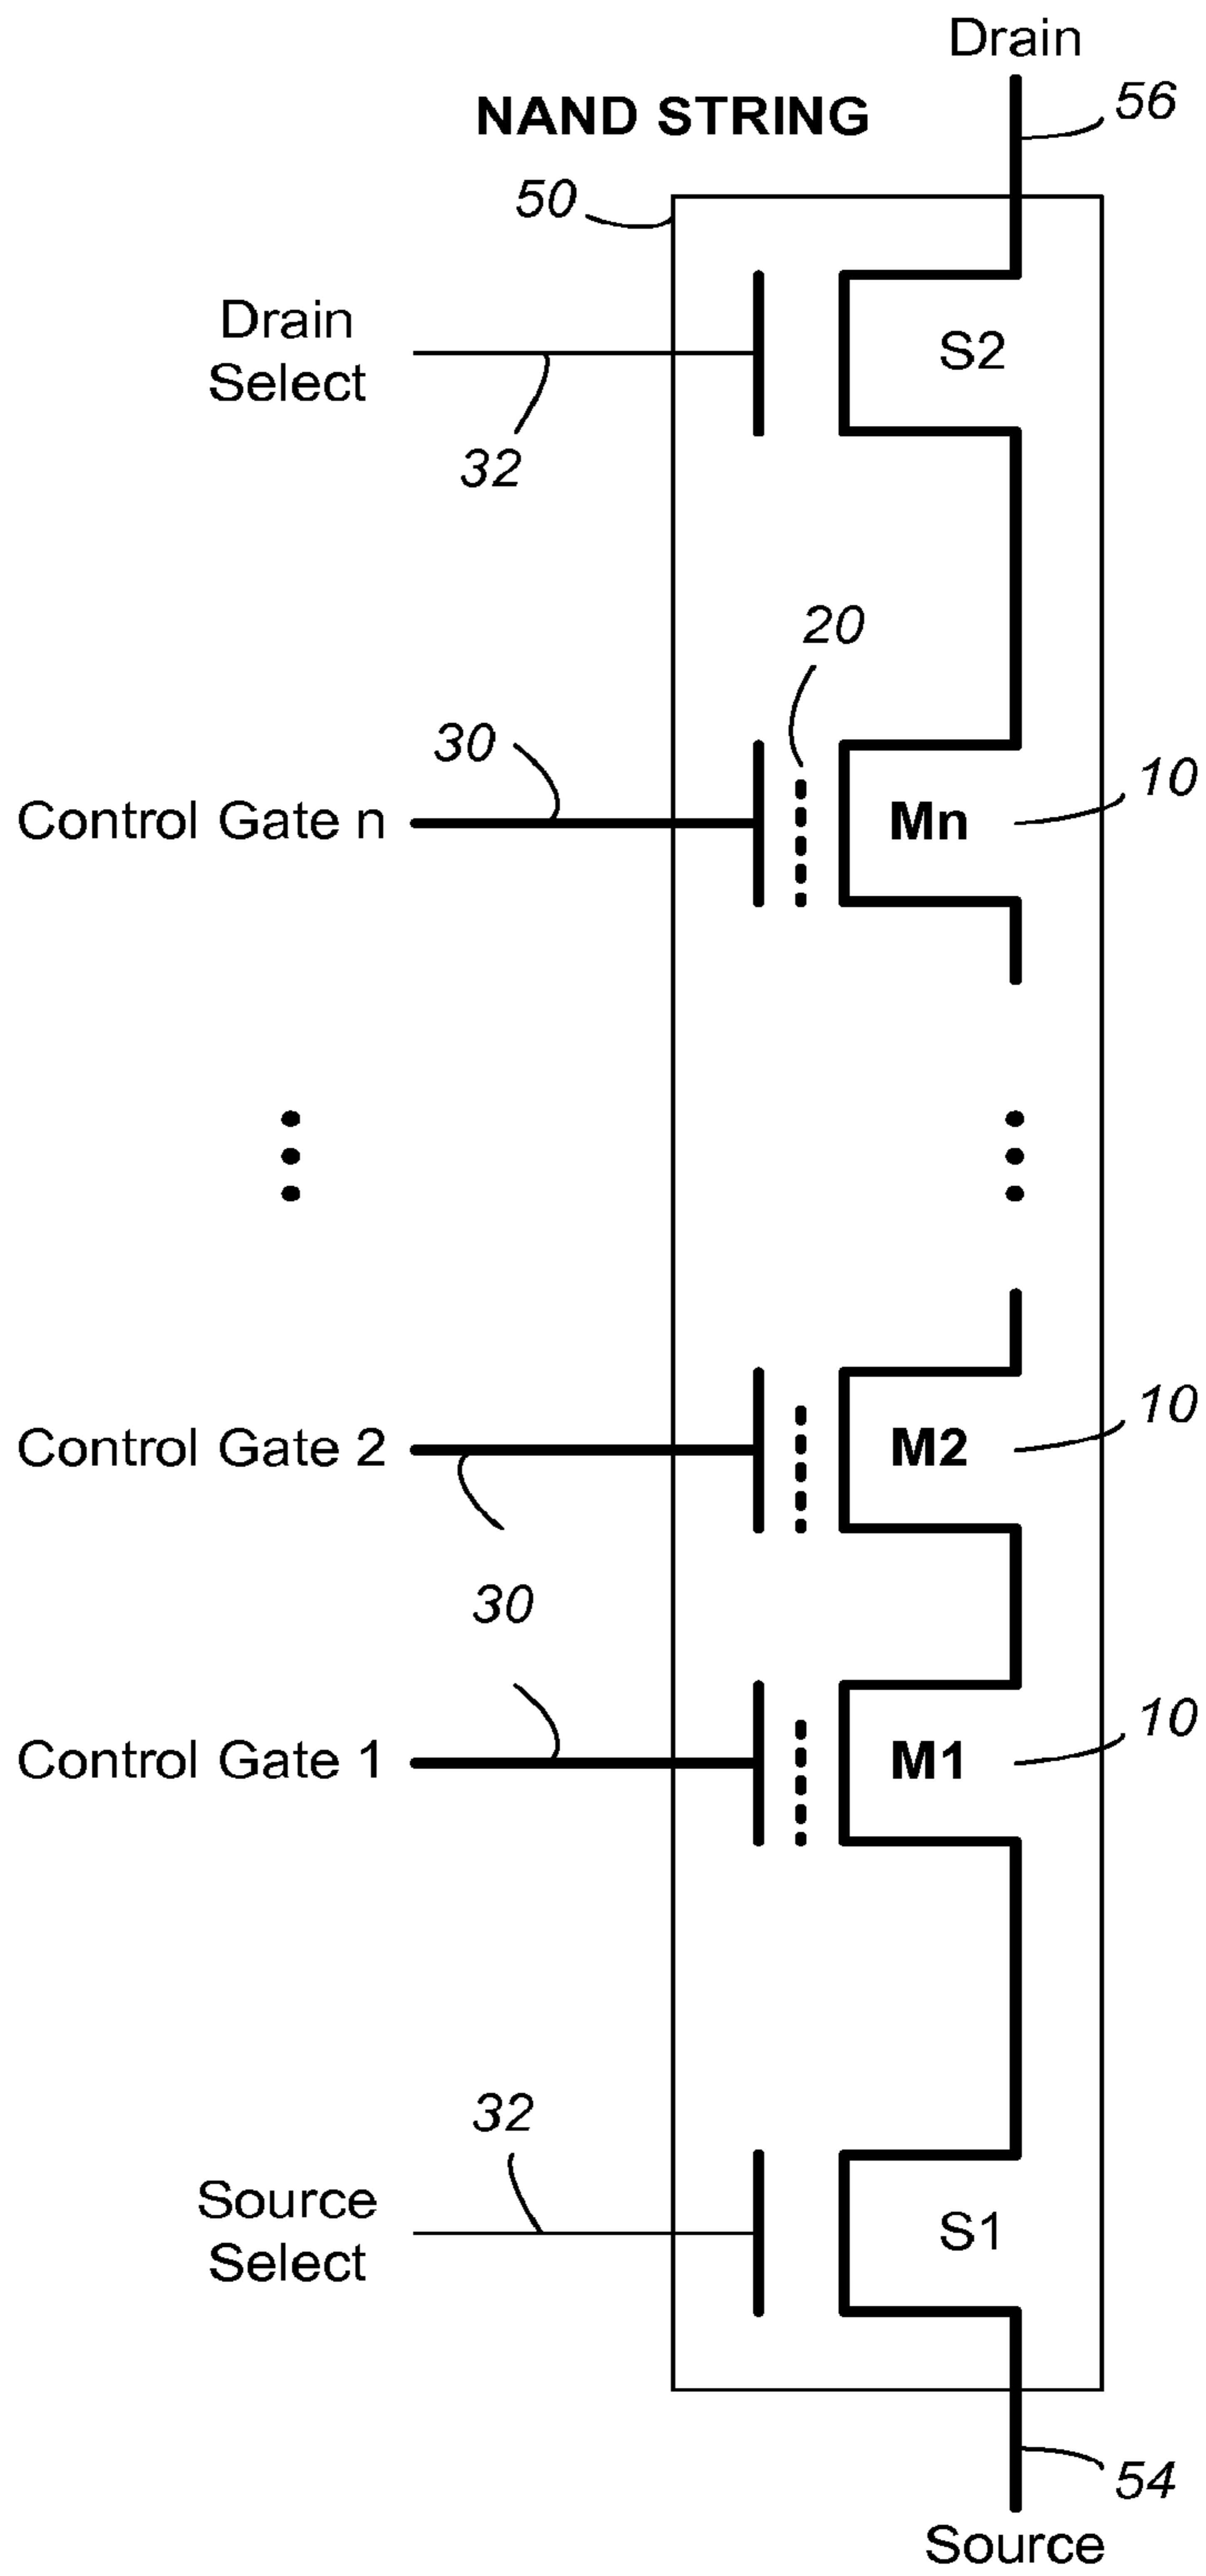 Drain
56
NAND STRING
50
Drain
Select
S2
32
20
30
10
Control Gate n
Mn
10
Control Gate 2
M2
30
10
Control Gate 1
M1
32
Source
Select
S1
54
Source